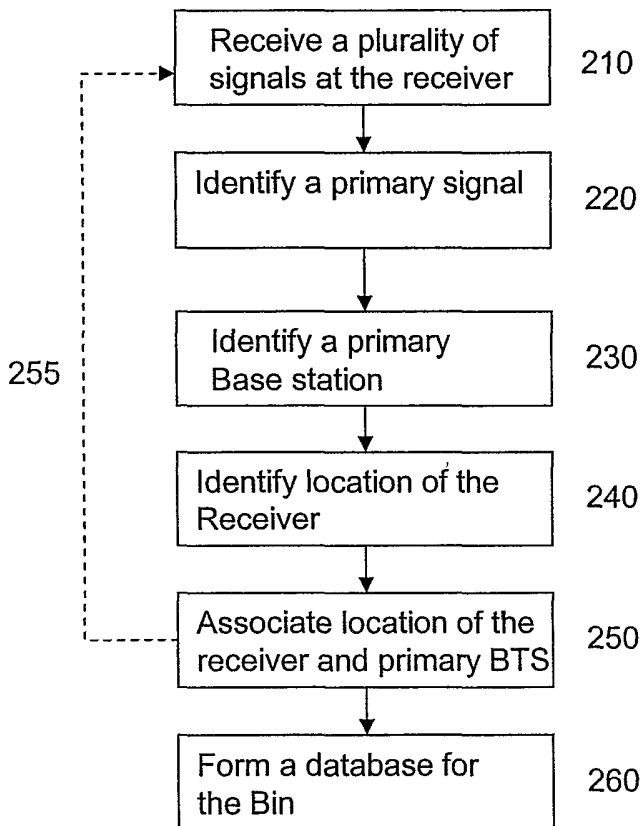 Receive a plurality of
signals at the receiver
210
Identify a primary signal
220
Identify a primary
Base station
230
255
Identify location of the
Receiver
240
Associate location of the
receiver and primary BTS
250
Form a database for
the Bin
260